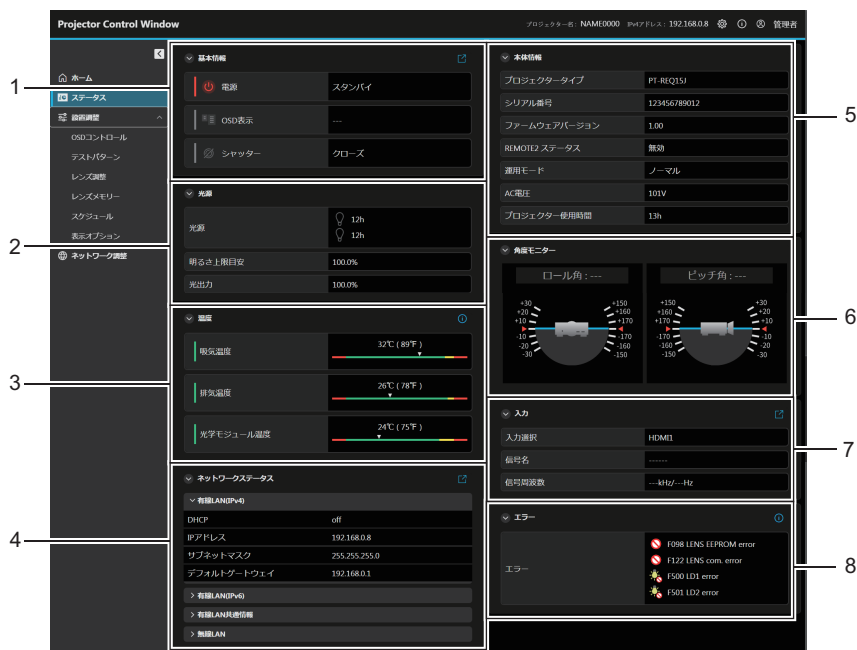 Projector Control Window
プロジェクター名: NAME0000 IPv4アドレス: 192.168.0.8 管理者
ホーム
ステータス
設置調整
OSDコントロール
テストパターン
レンズ調整
レンズメモリー
スケジュール
表示オプション
ネットワーク調整
1
基本情報
電源 スタンバイ
OSD表示 ---
シャッター クローズ
2
光源
光源 12h
12h
明るさ上限目安 100.0%
光出力 100.0%
3
温度
吸気温度 32℃ ( 89℉ )
排気温度 26℃ ( 78℉ )
光学モジュール温度 24℃ ( 75℉ )
4
ネットワークステータス
有線LAN(IPv4)
DHCP off
IPアドレス 192.168.0.8
サブネットマスク 255.255.255.0
デフォルトゲートウェイ 192.168.0.1
有線LAN(IPv6)
有線LAN共通情報
無線LAN
5
本体情報
プロジェクタータイプ PT-REQ15J
シリアル番号 123456789012
ファームウェアバージョン 1.00
REMOTE2 ステータス 無効
運用モード ノーマル
AC電圧 101V
プロジェクター使用時間 13h
6
角度モニター
ロール角 : ---
+30 +150
+20 +160
+10 +170
-10 -170
-20 -160
-30 -150
ピッチ角 : ---
+150 +30
+160 +20
+170 +10
-170 -10
-160 -20
-150 -30
7
入力
入力選択 HDMI1
信号名 ------
信号周波数 ---kHz/---Hz
8
エラー
エラー
F098 LENS EEPROM error
F122 LENS com. error
F500 LD1 error
F501 LD2 error